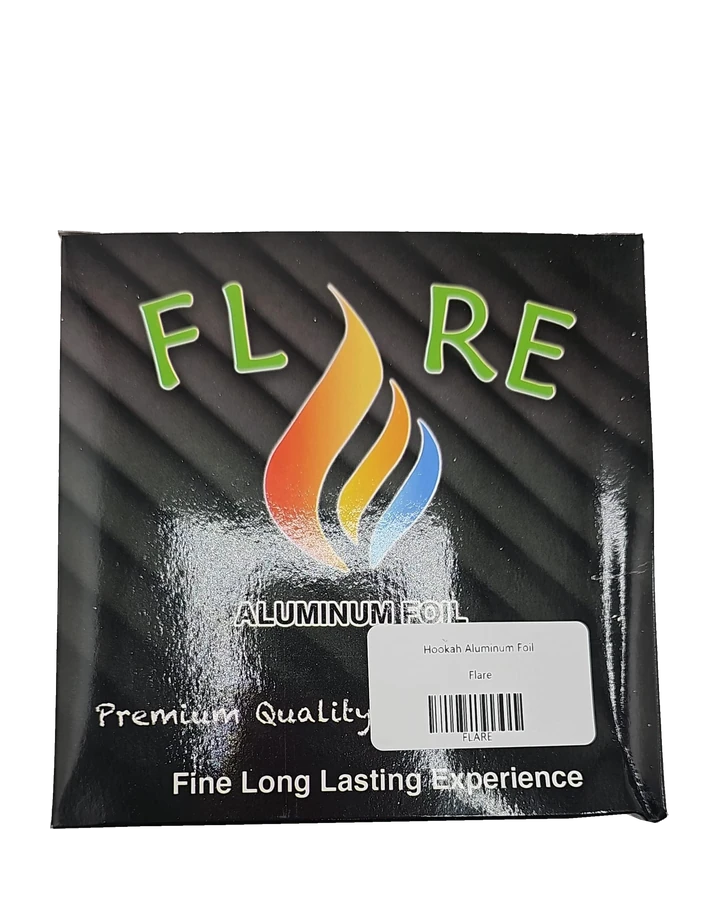 FL RE
ALUMINUM FOIL
Hookah Aluminum Foil
Flare
FLARE
Premium Quality
Fine Long Lasting Experience